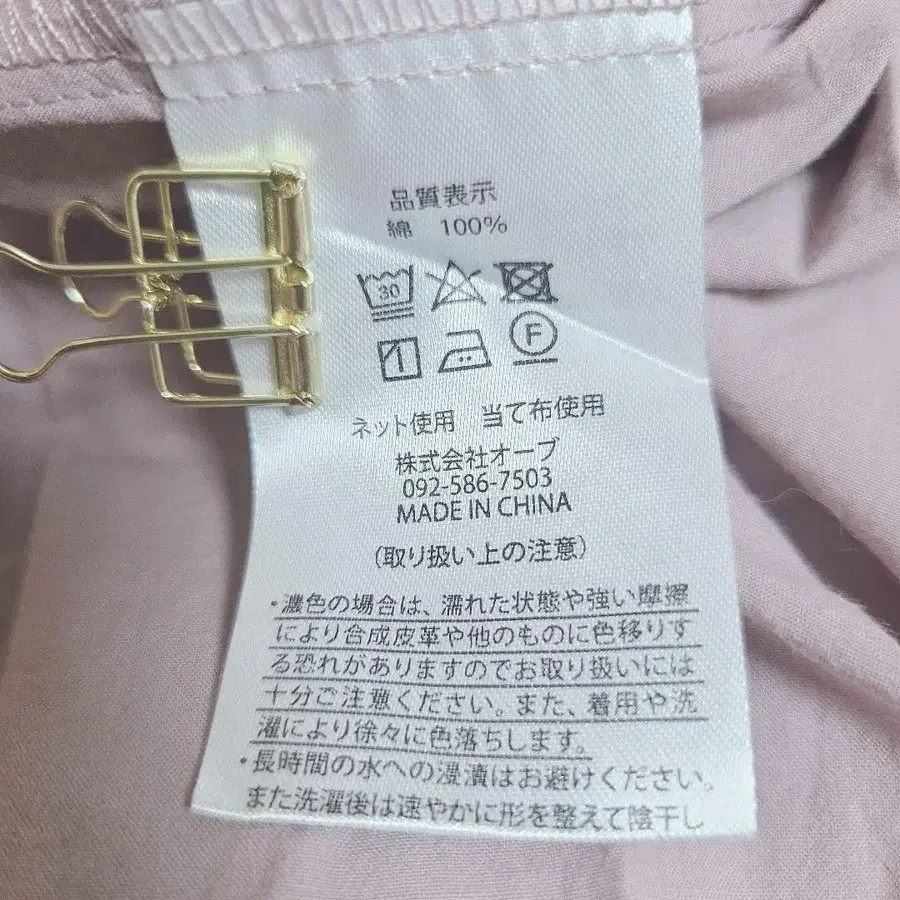 品質表示
綿 100%
30
F
ネット使用 当て布使用
株式会社オーブ
092-586-7503
MADE IN CHINA
（取り扱い上の注意）
・濃色の場合は、濡れた状態や強い摩擦
により合成皮革や他のものに色移りす
る恐れがありますのでお取り扱いには
十分ご注意ください。また、着用や洗
濯により徐々に色落ちします。
・長時間の水への浸漬はお避けください。
また洗濯後は速やかに形を整えて陰干し